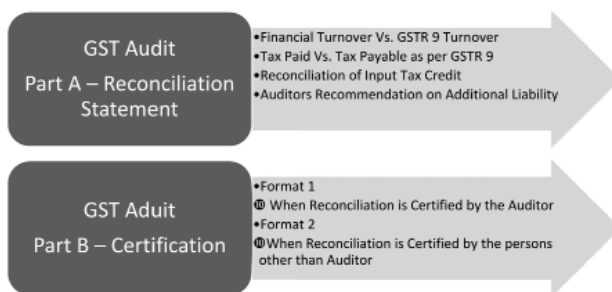 GST Audit
Part A – Reconciliation
Statement
•Financial Turnover Vs. GSTR 9 Turnover
•Tax Paid Vs. Tax Payable as per GSTR 9
•Reconciliation of Input Tax Credit
•Auditors Recommendation on Additional Liability
GST Aduit
Part B – Certification
•Format 1
⓾ When Reconciliation is Certified by the Auditor
•Format 2
⓾When Reconciliation is Certified by the persons
other than Auditor